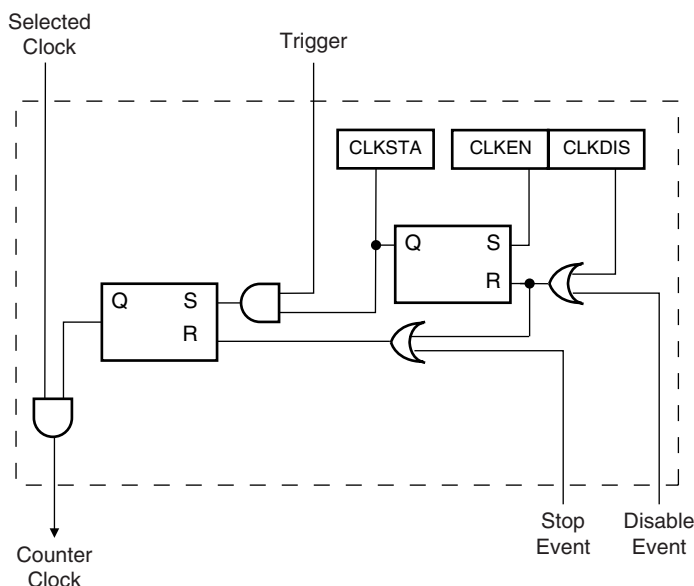 Selected
Clock
Trigger
CLKSTA
CLKEN
CLKDIS
Q
S
R
Q
S
R
Counter
Clock
Stop
Event
Disable
Event